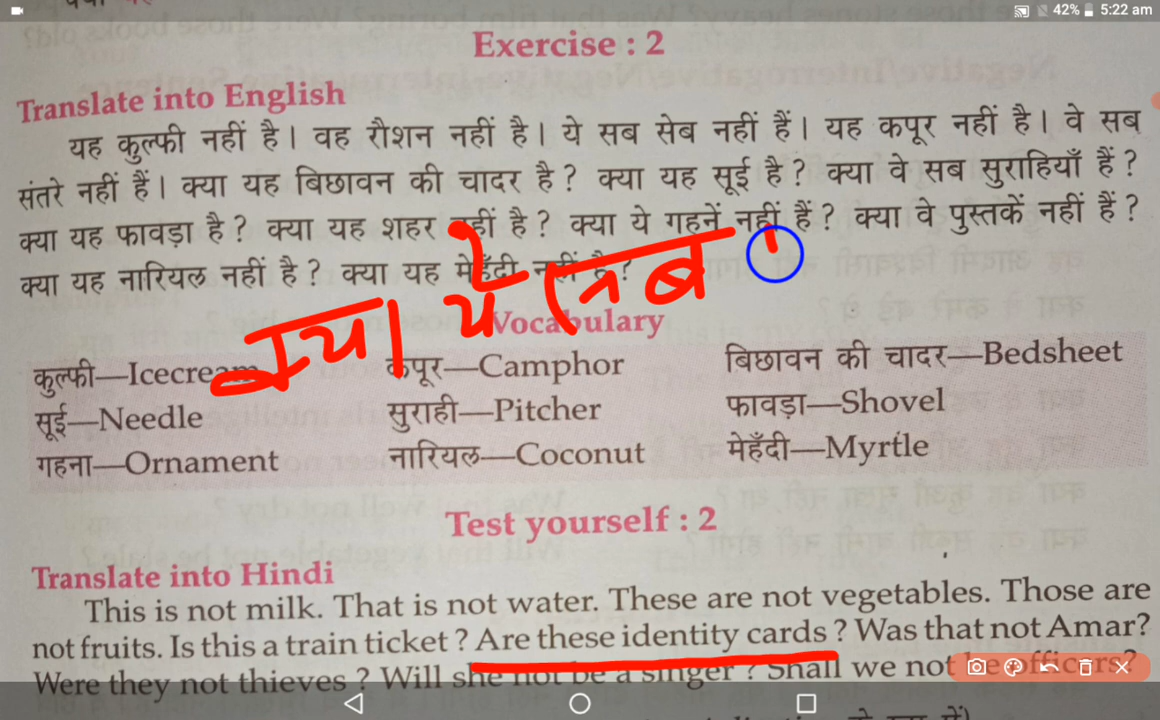 42% 5:22 am
Exercise : 2
Translate into English
यह कुल्फी नहीं है। वह रौशन नहीं है। ये सब सेब नहीं हैं। यह कपूर नहीं है। वे सब
संतरे नहीं हैं। क्या यह बिछावन की चादर है? क्या यह सूई है? क्या वे सब सुराहियाँ हैं?
क्या यह फावड़ा है? क्या यह शहर नहीं है? क्या ये गहनें नहीं हैं? क्या वे पुस्तकें नहीं हैं?
क्या यह नारियल नहीं है? क्या यह मेहँदी नहीं है?
क्या ये सब
Vocabulary
कुल्फी—Icecream कपूर—Camphor बिछावन की चादर—Bedsheet
सूई—Needle सुराही—Pitcher फावड़ा—Shovel
गहना—Ornament नारियल—Coconut मेहँदी—Myrtle
Test yourself : 2
Translate into Hindi
This is not milk. That is not water. These are not vegetables. Those are
not fruits. Is this a train ticket ? Are these identity cards ? Was that not Amar?
Were they not thieves ? Will she not be a singer ? Shall we not be officers?